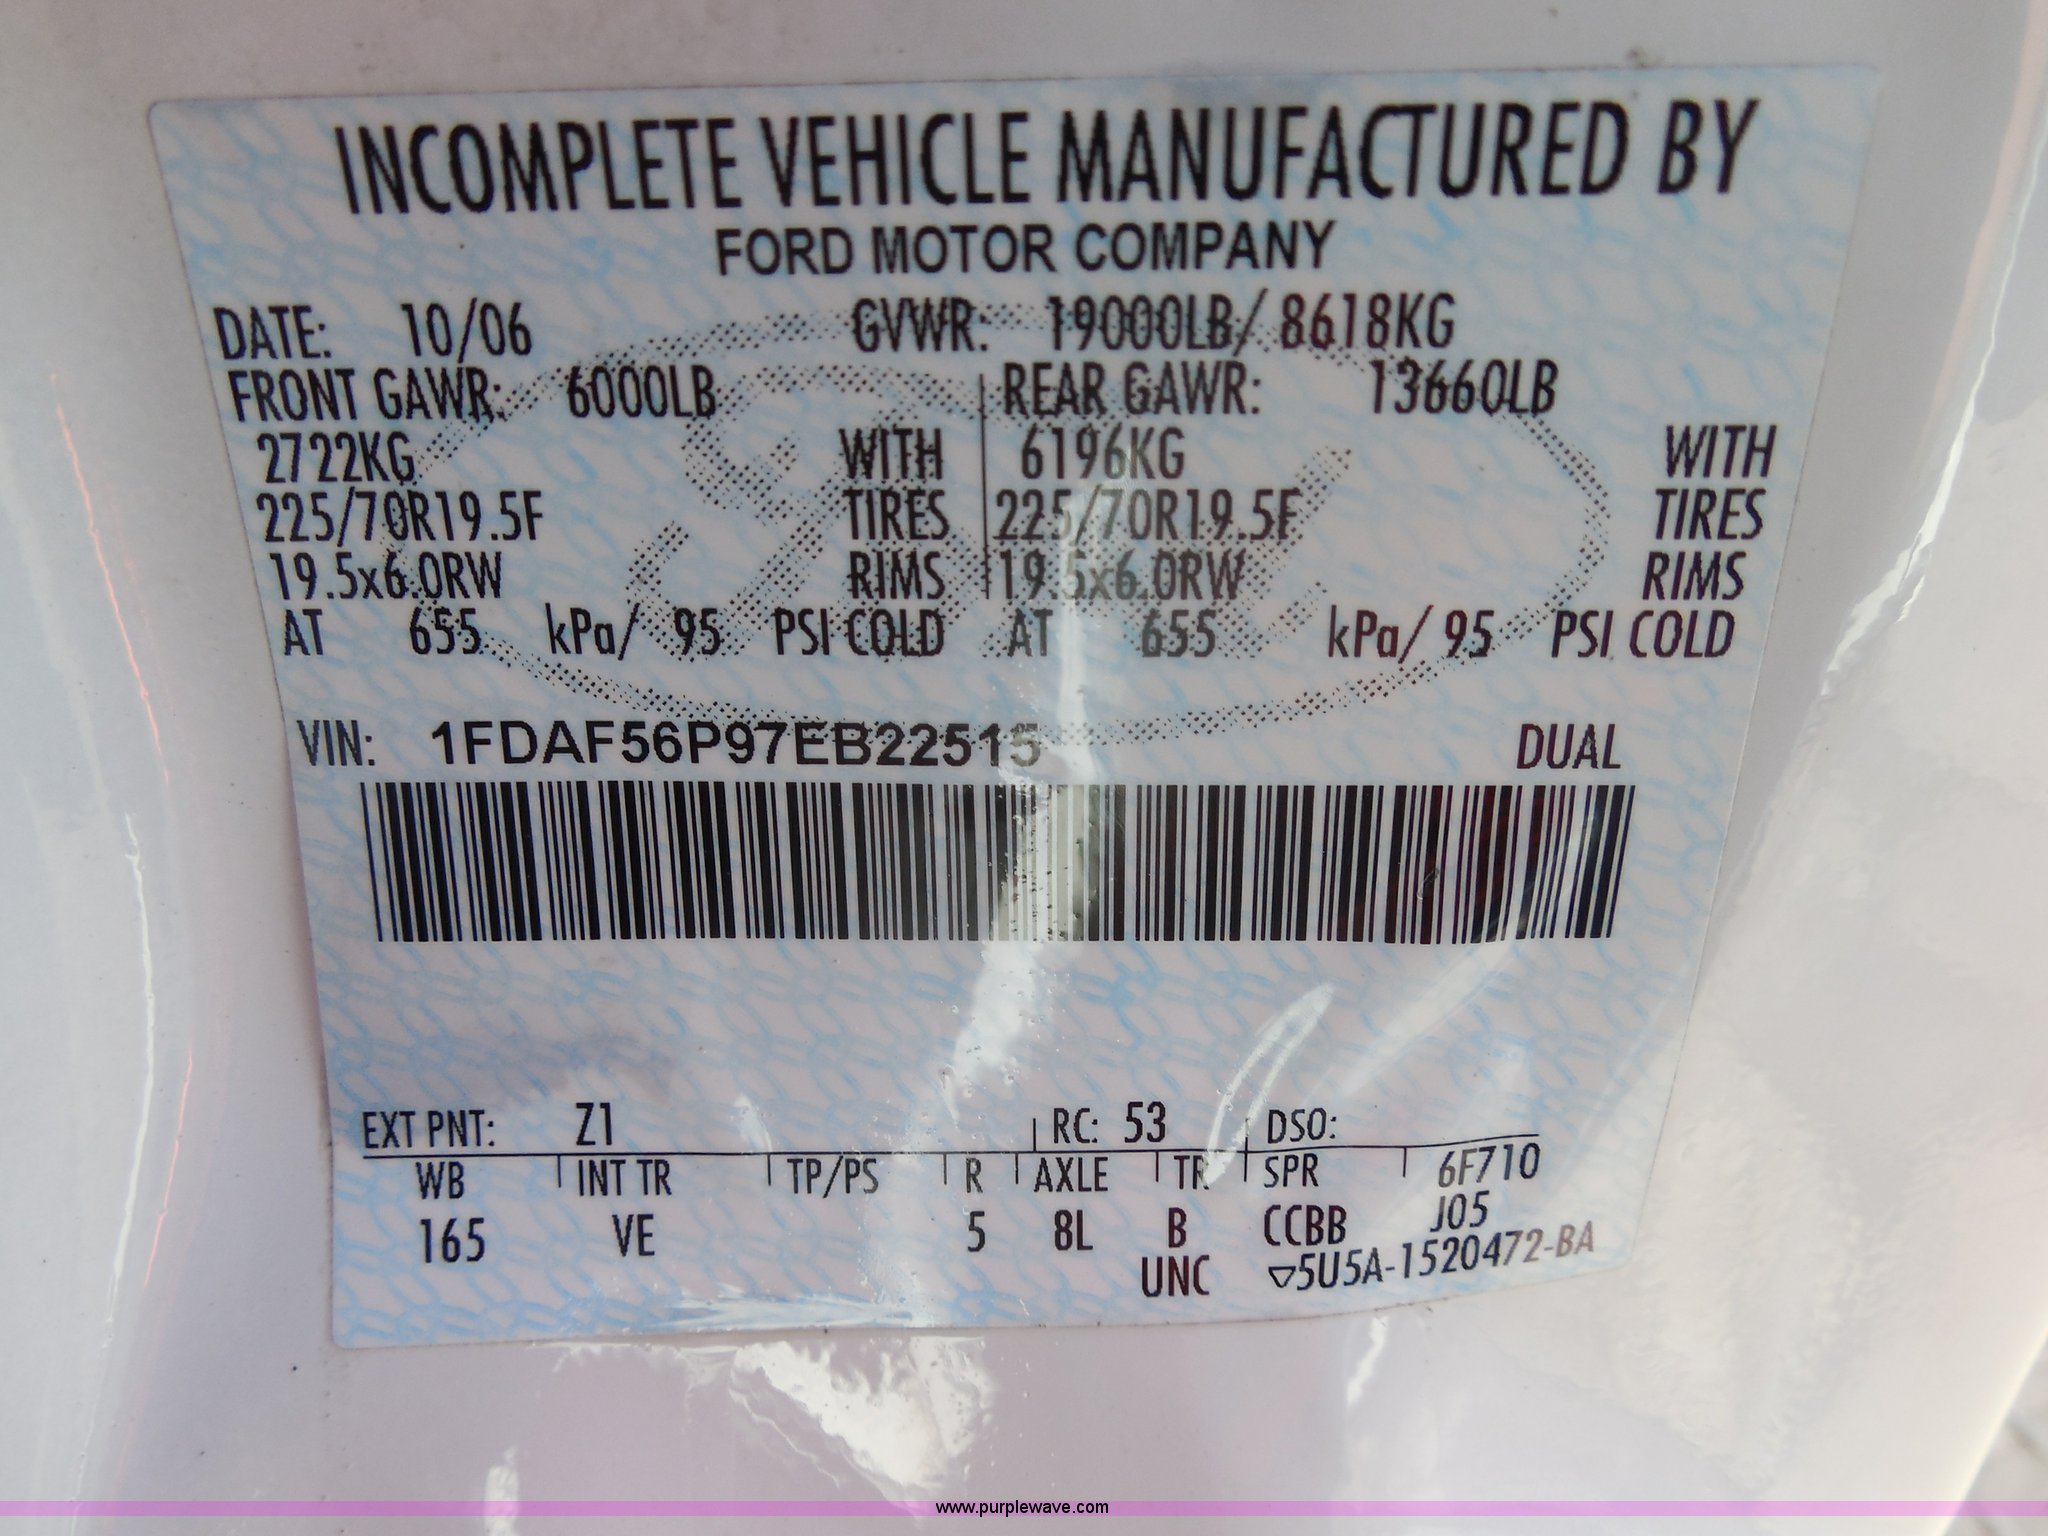 INCOMPLETE VEHICLE MANUFACTURED BY
FORD MOTOR COMPANY
DATE: 10/06 GVWR: 19000LB/ 8618KG
FRONT GAWR: 6000LB REAR GAWR: 13660LB
2722KG WITH 6196KG WITH
225/70R19.5F TIRES 225/70R19.5F TIRES
19.5x6.0RW RIMS 19.5x6.0RW RIMS
AT 655 kPa/ 95 PSI COLD AT 655 kPa/ 95 PSI COLD
VIN: 1FDAF56P97EB22515 DUAL
EXT PNT: Z1 RC: 53 DSO:
WB INT TR TP/PS R AXLE TR SPR 6F710
165 VE 5 8L B CCBB J05
UNC ▽5U5A-1520472-BA
www.purplewave.com